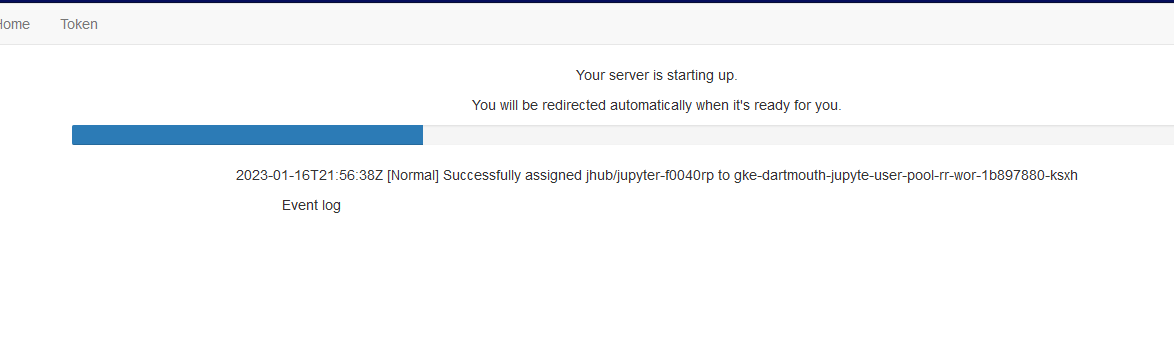 Home Token
Your server is starting up.
You will be redirected automatically when it's ready for you.
2023-01-16T21:56:38Z [Normal] Successfully assigned jhub/jupyter-f0040rp to gke-dartmouth-jupyte-user-pool-rr-wor-1b897880-ksxh
Event log